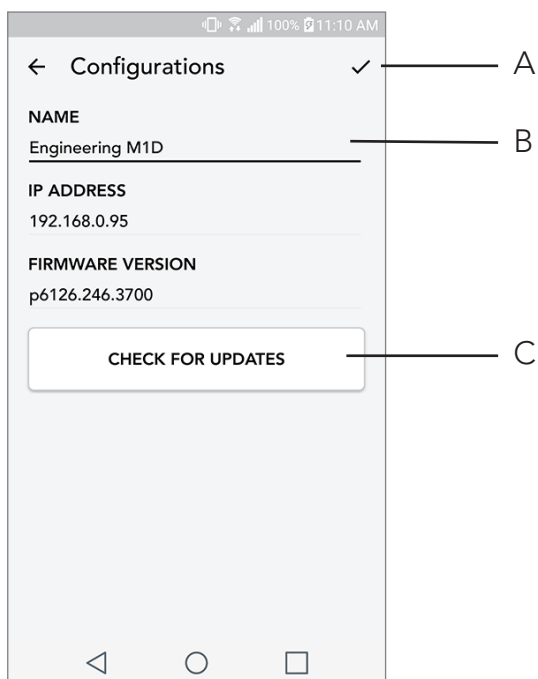 100% 11:10 AM
Configurations
A
NAME
Engineering M1D
B
IP ADDRESS
192.168.0.95
FIRMWARE VERSION
p6126.246.3700
CHECK FOR UPDATES
C